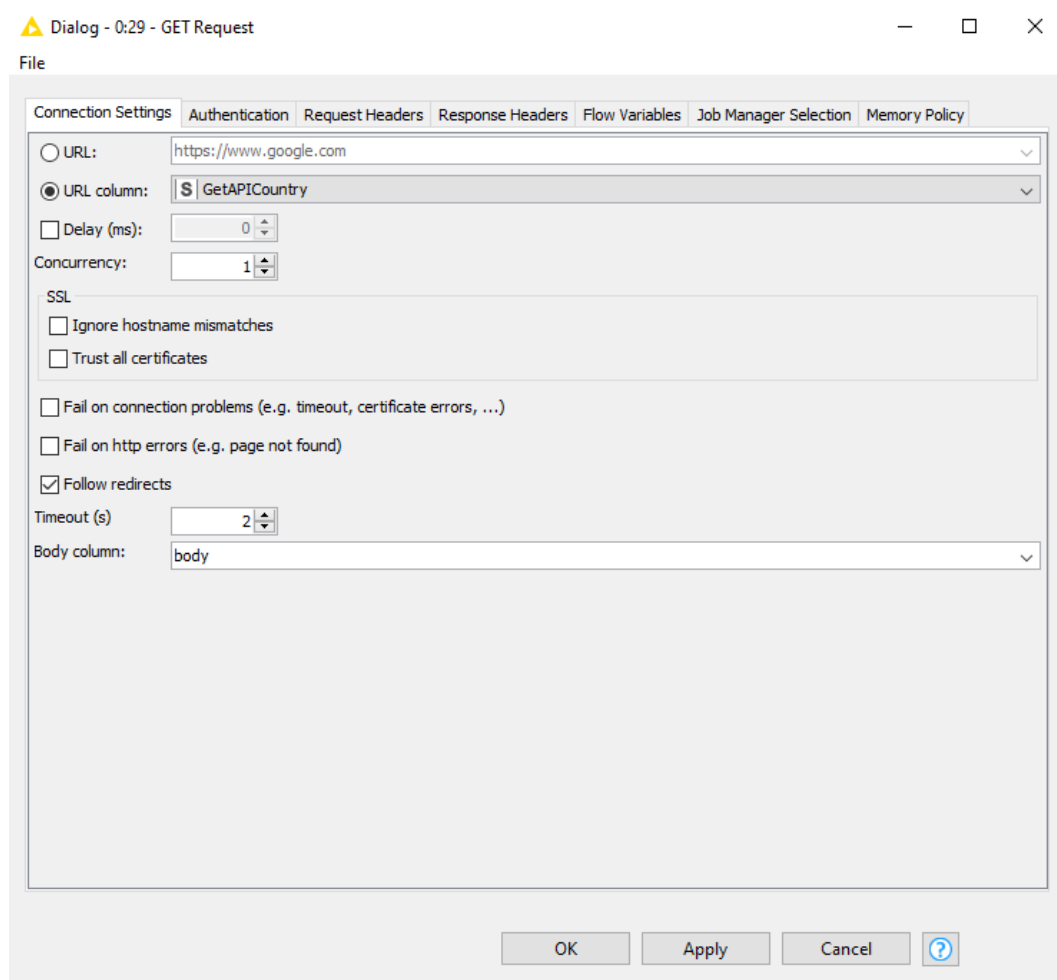 Dialog - 0:29 - GET Request
File
Connection Settings Authentication Request Headers Response Headers Flow Variables Job Manager Selection Memory Policy
URL: https://www.google.com
URL column: S GetAPICountry
Delay (ms): 0
Concurrency: 1
SSL
Ignore hostname mismatches
Trust all certificates
Fail on connection problems (e.g. timeout, certificate errors, ...)
Fail on http errors (e.g. page not found)
Follow redirects
Timeout (s) 2
Body column: body
OK Apply Cancel ?